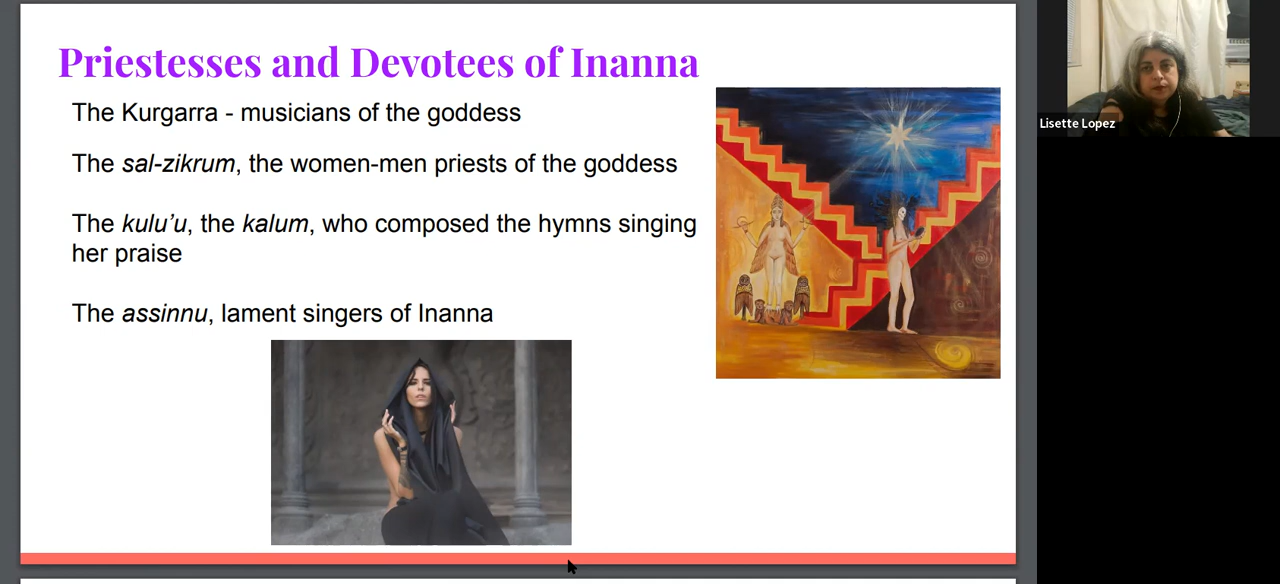 Priestesses and Devotees of Inanna
The Kurgarra - musicians of the goddess
The sal-zikrum, the women-men priests of the goddess
The kulu’u, the kalum, who composed the hymns singing
her praise
The assinnu, lament singers of Inanna
Lisette Lopez